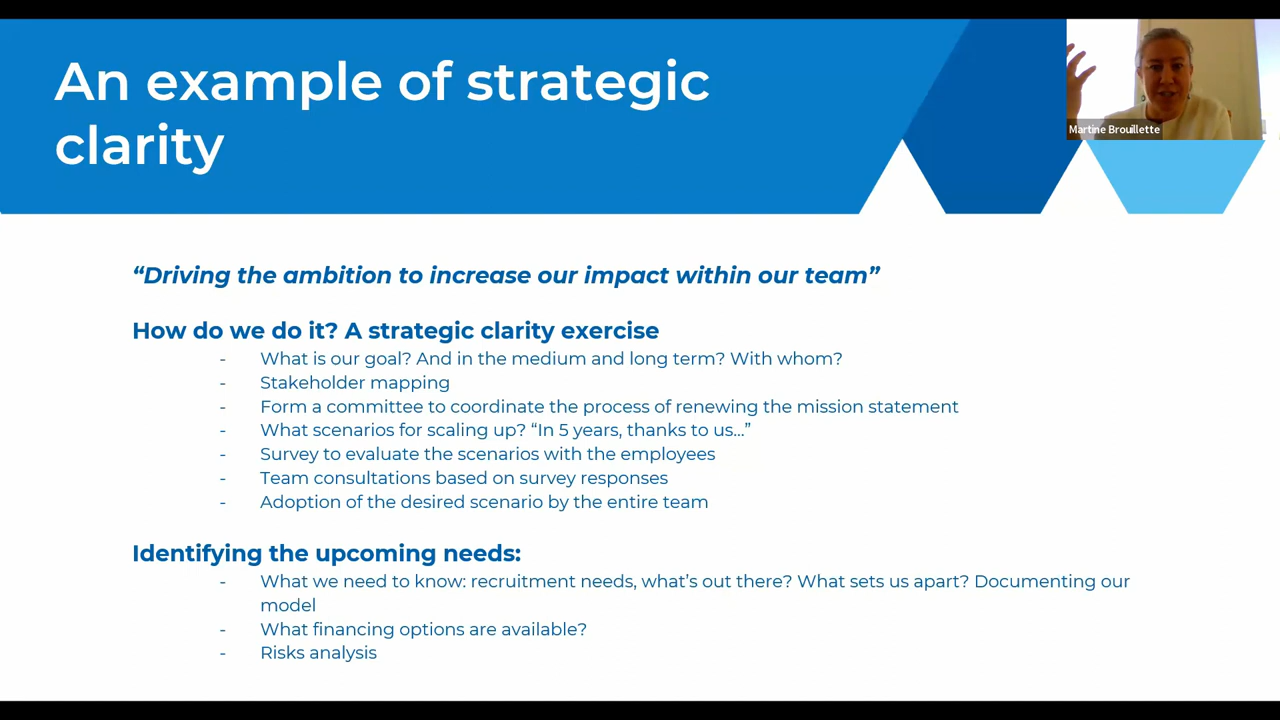 An example of strategic
clarity
Martine Brouillette
“Driving the ambition to increase our impact within our team”
How do we do it? A strategic clarity exercise
- What is our goal? And in the medium and long term? With whom?
- Stakeholder mapping
- Form a committee to coordinate the process of renewing the mission statement
- What scenarios for scaling up? “In 5 years, thanks to us...”
- Survey to evaluate the scenarios with the employees
- Team consultations based on survey responses
- Adoption of the desired scenario by the entire team
Identifying the upcoming needs:
- What we need to know: recruitment needs, what’s out there? What sets us apart? Documenting our
model
- What financing options are available?
- Risks analysis